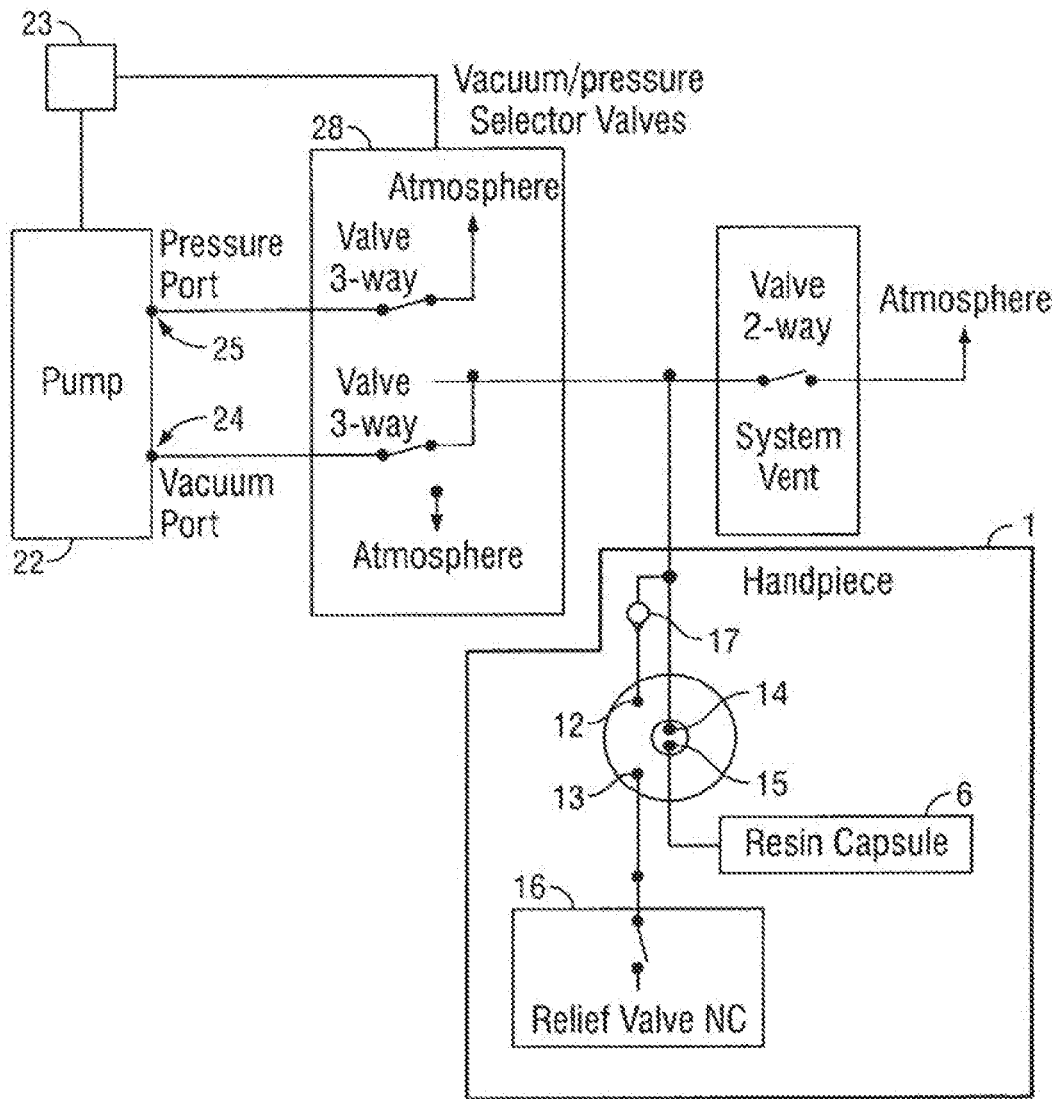 23
Vacuum/pressure
Selector Valves
28
Atmosphere
Pressure
Port
Valve
3-way
Valve
2-way
Atmosphere
25
Pump
Valve
3-way
24
System
Vent
Vacuum
Port
22
Atmosphere
1
Handpiece
17
12
14
13
15
6
Resin Capsule
16
Relief Valve NC